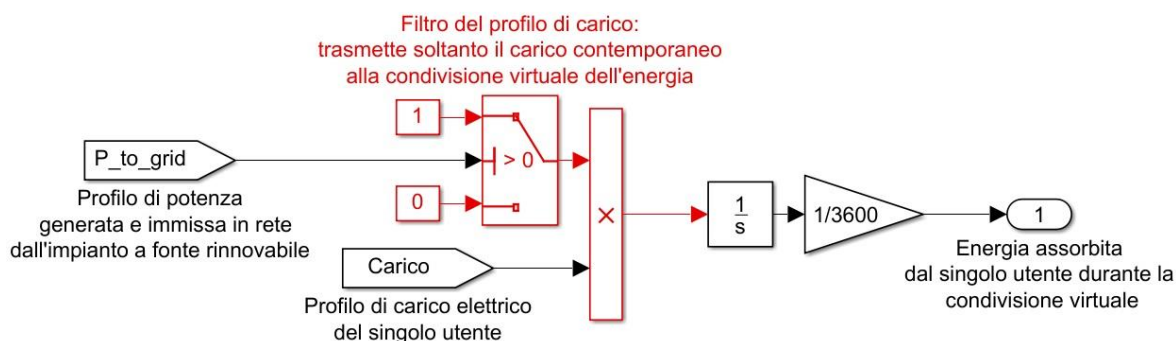 Filtro del profilo di carico:
trasmette soltanto il carico contemporaneo
alla condivisione virtuale dell'energia
1
P_to_grid
> 0
0
Profilo di potenza
generata e immissa in rete
dall'impianto a fonte rinnovabile
×
1
s
1/3600
1
Carico
Profilo di carico elettrico
del singolo utente
Energia assorbita
dal singolo utente durante la
condivisione virtuale